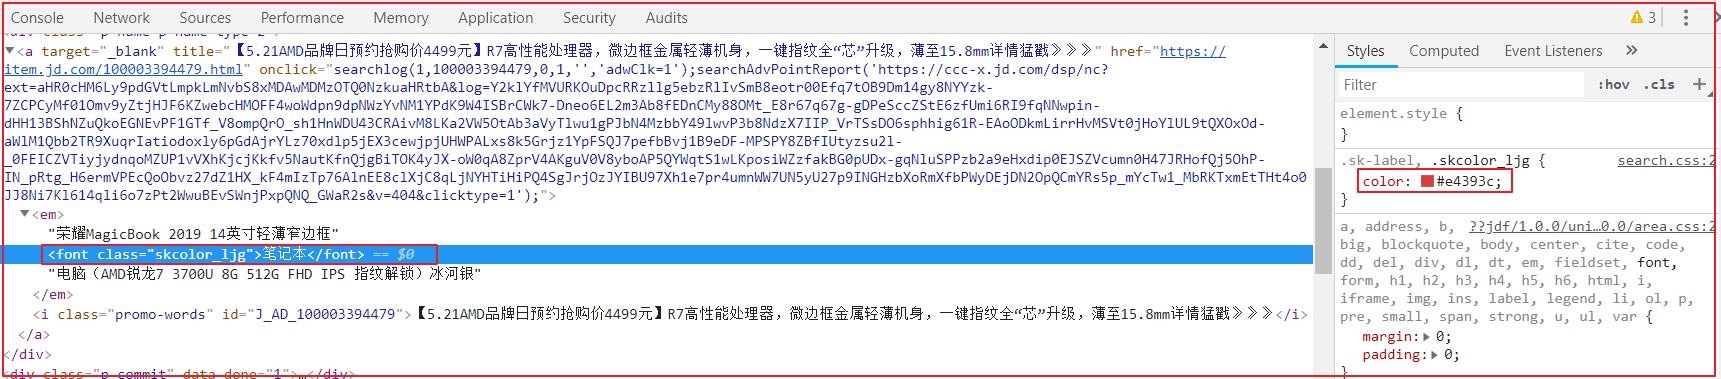 Console Network Sources Performance Memory Application Security Audits 3
▼<a target="_blank" title="【5.21AMD品牌日预约抢购价4499元】R7高性能处理器，微边框金属轻薄机身，一键指纹全“芯”升级，薄至15.8mm详情猛戳》》》" href="https://
item.jd.com/100003394479.html" onclick="searchlog(1,100003394479,0,1,'','adwClk=1');searchAdvPointReport('https://ccc-x.jd.com/dsp/nc?
ext=aHR0cHM6Ly9pdGVtLmpkLmNvbS8xMDAwMDMzOTQ0NzkuaHRtbA&log=Y2klYfMVURKOuDpcRRzllg5ebzRlIvSmB8eotr00Efq7tOB9Dm14gy8NYYzk-
7ZCPCyMf01Omv9yZtjHJF6KZwebcHMOFF4woWdpn9dpNWzYvNM1YPdK9W4ISBrCWk7-Dneo6EL2m3Ab8fEDnCMy88OMt_E8r67q67g-gDPeSccZStE6zfUmi6RI9fqNNwpin-
dHH13BShNZuQkoEGNEvPF1GTf_V8ompQrO_sh1HnWDU43CRAivM8LKa2VW5OtAb3aVyTlwu1gPJbN4MzbbY49lwvP3b8NdzX7IIP_VrTSsDO6sphhig61R-EAoODkmLirrHvMSVt0jHoYlUL9tQXOxOd-
aWlM1Qbb2TR9XuqrIatiodoxly6pGdAjrYLz70xdlp5jEX3cewjpjUHWPALxs8k5Grjz1YpFSQJ7pefbBvj1B9eDF-MPSPY8ZBfIUtyzsu2l-
_0FEICZVTiyjydnqoMZUP1vVXhKjcjKkfv5NautKfnQjgBiTOK4yJX-oW0qA8ZprV4AKguV0V8yboAP5QYWqtS1wLKposiWZzfakBG0pUDx-gqNluSPPzb2a9eHxdip0EJSZVcumn0H47JRHofQj5OhP-
IN_pRtg_H6ermVPEcQoObvz27dZ1HX_kF4mIzTp76AlnEE8clXjC8qLjNYHTiHiPQ4SgJrjOzJYIBU97Xh1e7pr4umnWW7UN5yU27p9INGHzbXoRmXfbPWyDEjDN2OpQCmYRs5p_mYcTw1_MbRKTxmEtTHt4o0
JJ8Ni7Kl614qli6o7zPt2WwuBEvSWnjPxpQNQ_GWaR2s&v=404&clicktype=1');">
▼<em>
"荣耀MagicBook 2019 14英寸轻薄窄边框"
<font class="skcolor_ljg">笔记本</font> == $0
"电脑（AMD锐龙7 3700U 8G 512G FHD IPS 指纹解锁）冰河银"
</em>
<i class="promo-words" id="J_AD_100003394479">【5.21AMD品牌日预约抢购价4499元】R7高性能处理器，微边框金属轻薄机身，一键指纹全“芯”升级，薄至15.8mm详情猛戳》》》</i>
</a>
</div>
<div class="p-commit" data-done="1">…</div>
Styles Computed Event Listeners »
Filter :hov .cls +
element.style {
}
.sk-label, .skcolor_ljg { search.css:2
color: #e4393c;
}
a, address, b, ??jdf/1.0.0/uni…0.0/area.css:2
big, blockquote, body, center, cite, code,
dd, del, div, dl, dt, em, fieldset, font,
form, h1, h2, h3, h4, h5, h6, html, i,
iframe, img, ins, label, legend, li, ol, p,
pre, small, span, strong, u, ul, var {
margin:▶ 0;
padding:▶ 0;
}